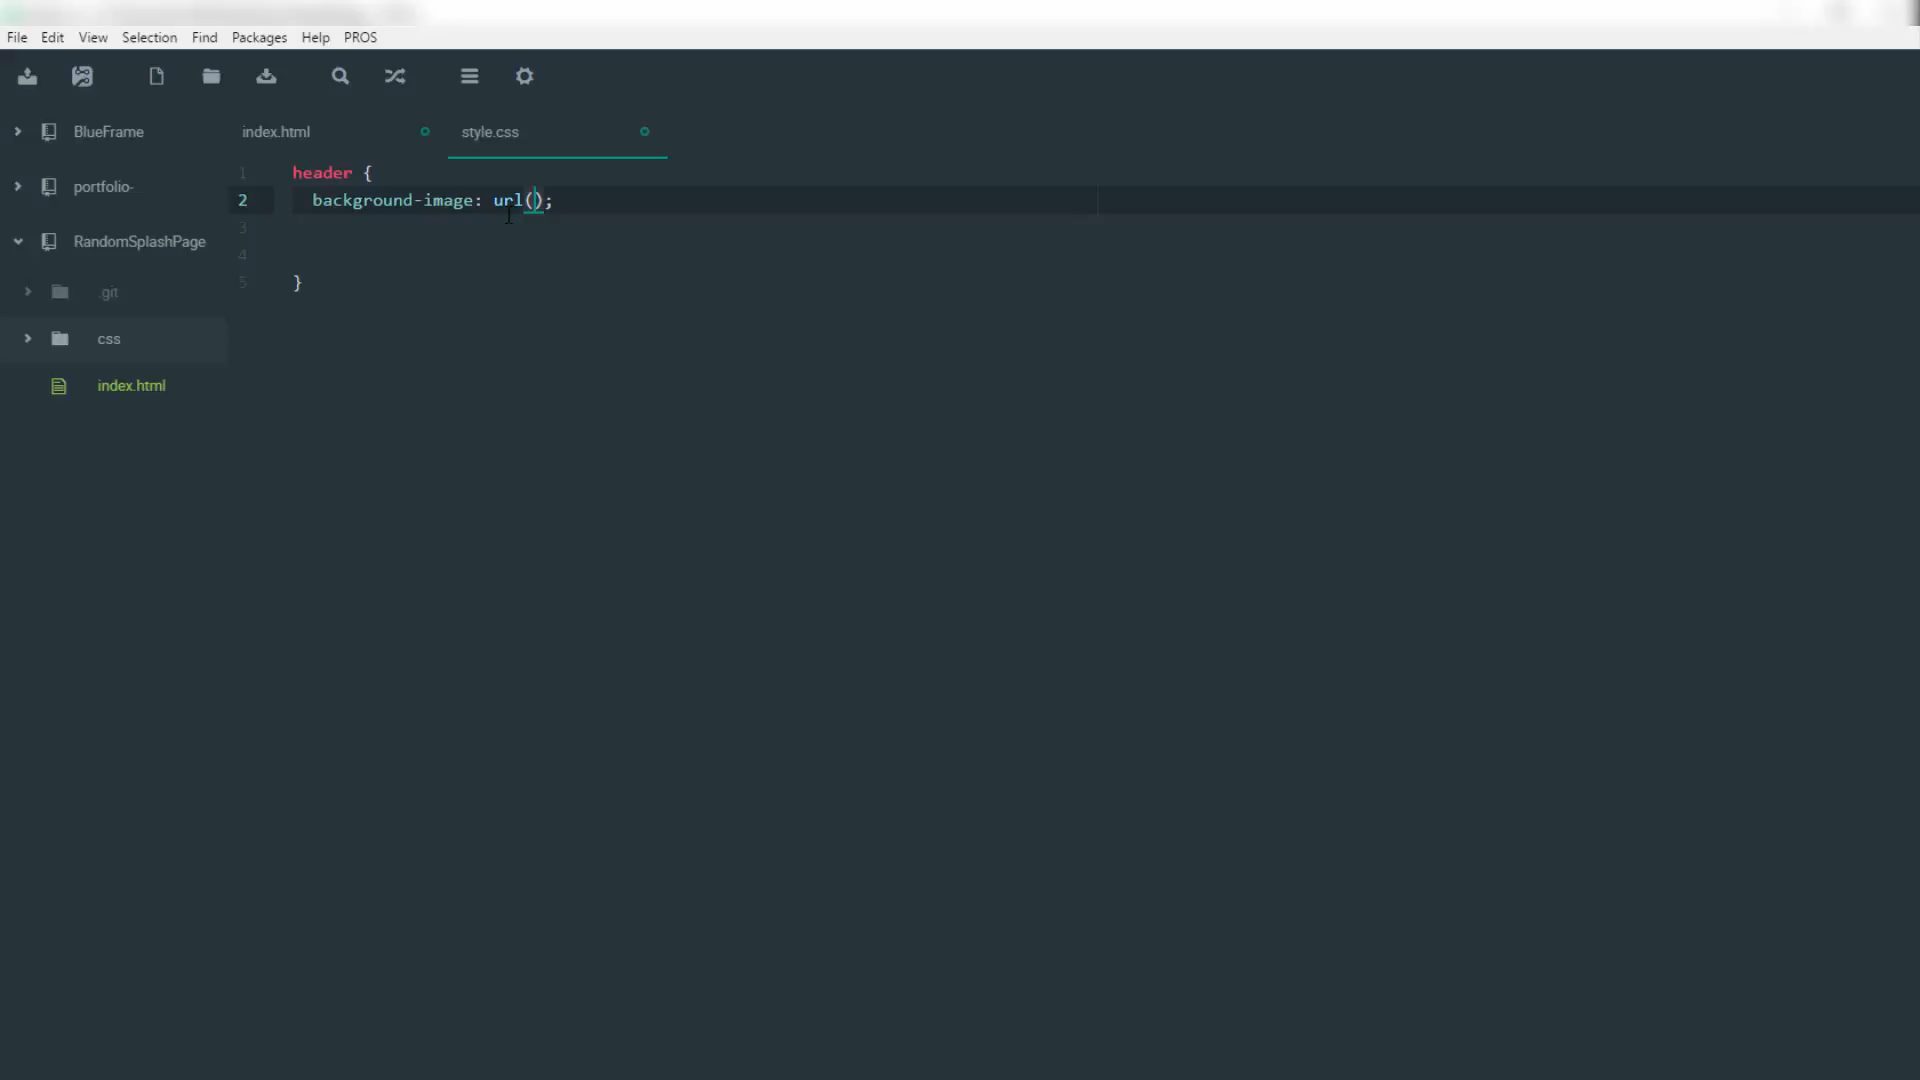 File Edit View Selection Find Packages Help PROS
BlueFrame
index.html
style.css
1 header {
portfolio-
2 background-image: url();
3
RandomSplashPage
4
5 }
.git
css
index.html